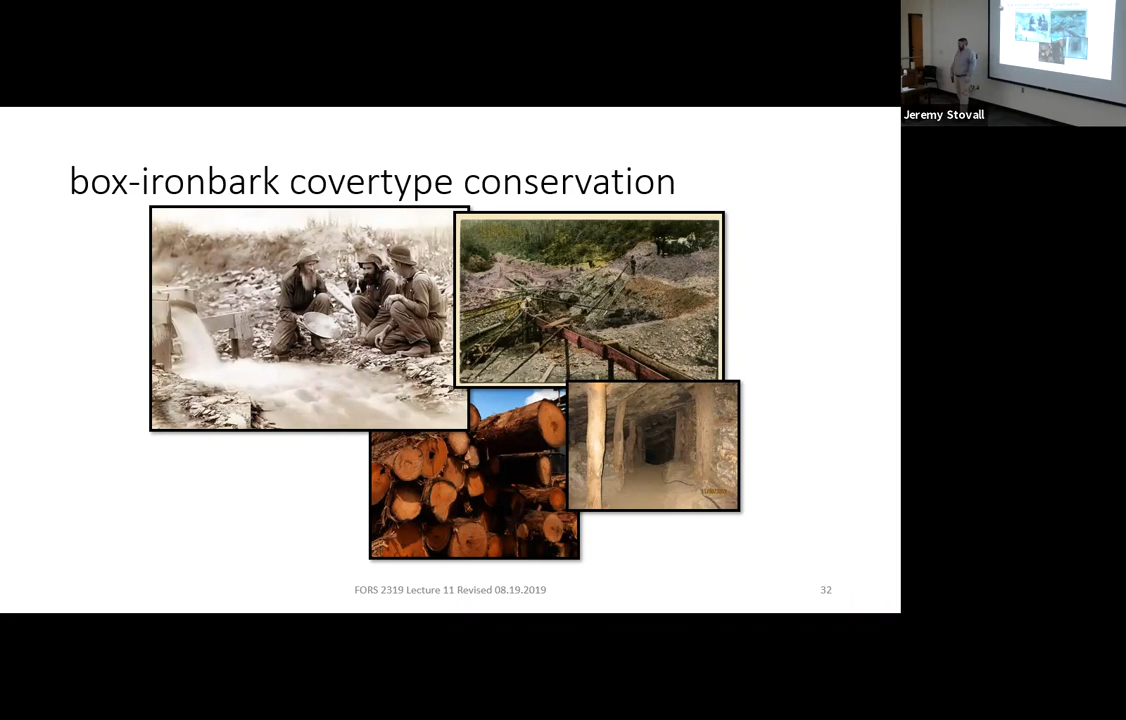 Jeremy Stovall
box-ironbark covertype conservation
FORS 2319 Lecture 11 Revised 08.19.2019
32